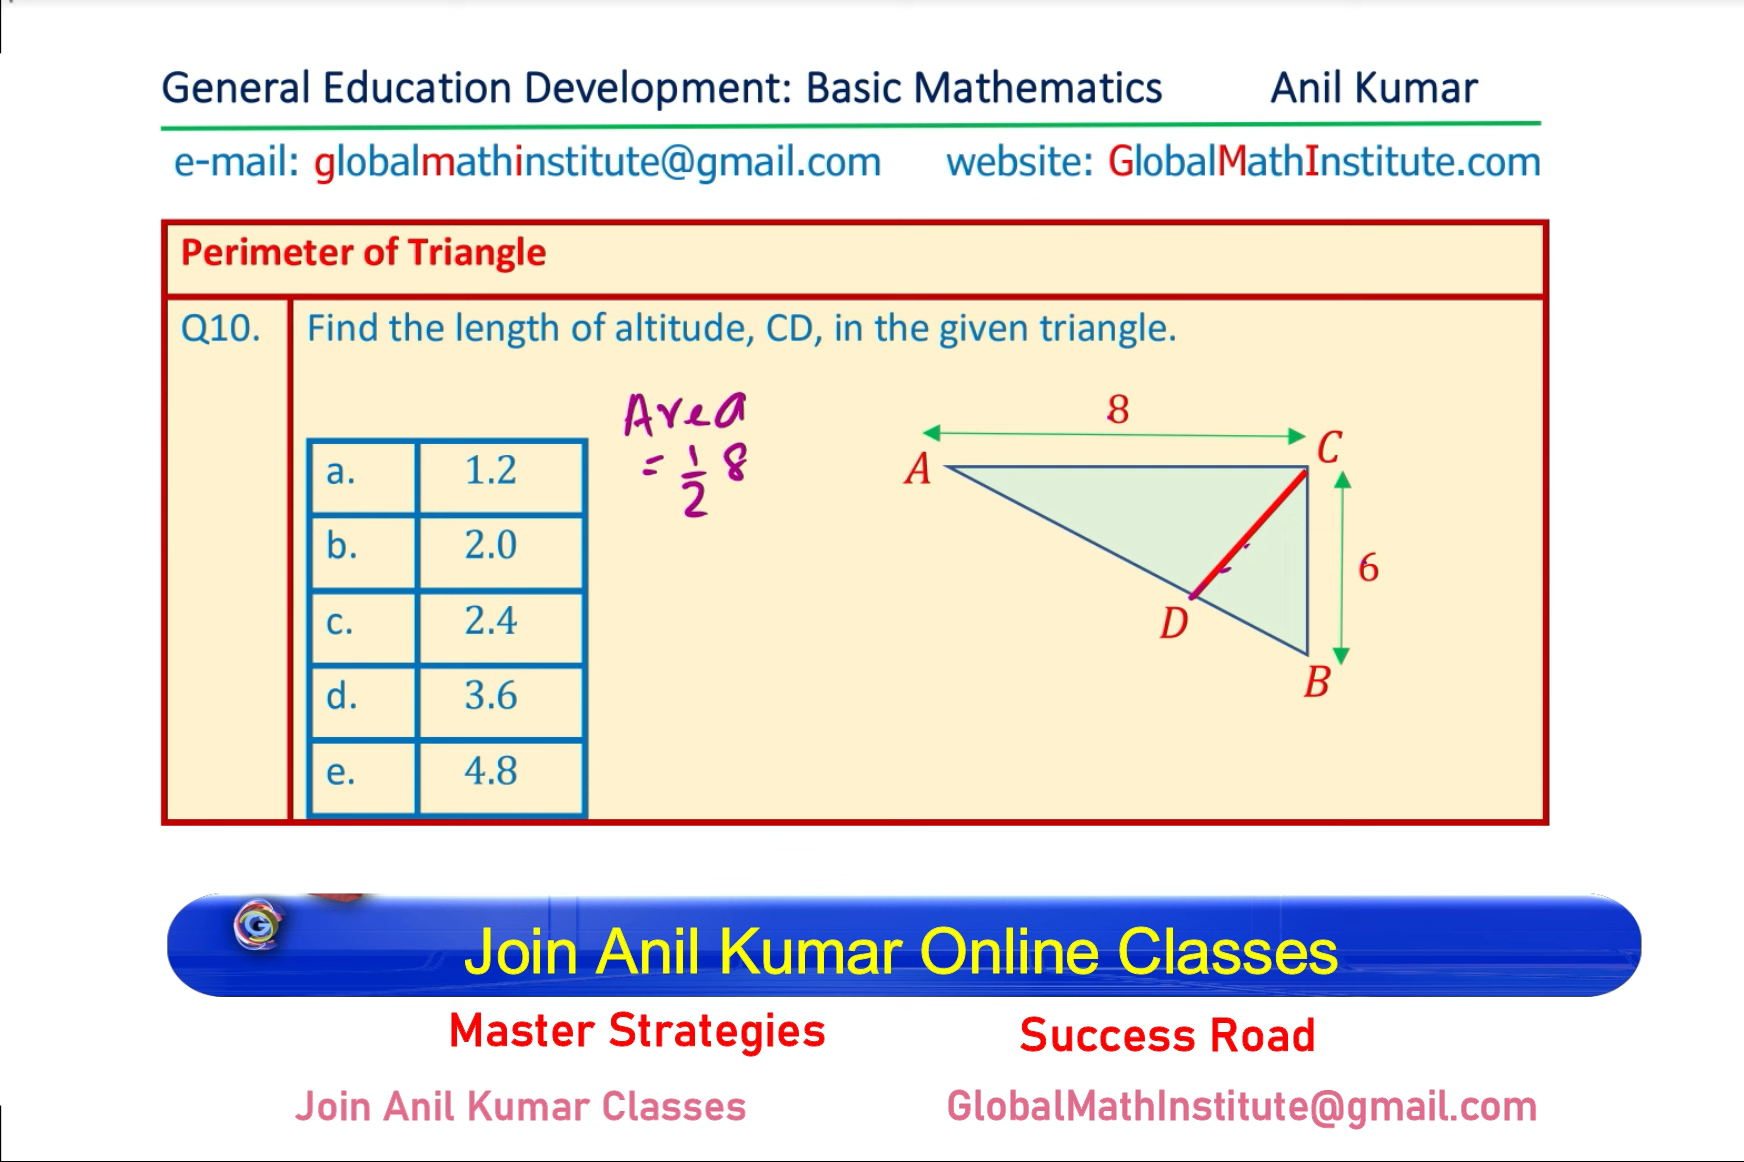 General Education Development: Basic Mathematics Anil Kumar
e-mail: globalmathinstitute@gmail.com website: GlobalMathInstitute.com
Perimeter of Triangle
Q10. Find the length of altitude, CD, in the given triangle.
a. 1.2
b. 2.0
c. 2.4
d. 3.6
e. 4.8
Area
= 1/2 8
8
A
C
6
D
B
G
Join Anil Kumar Online Classes
Master Strategies Success Road
Join Anil Kumar Classes GlobalMathInstitute@gmail.com